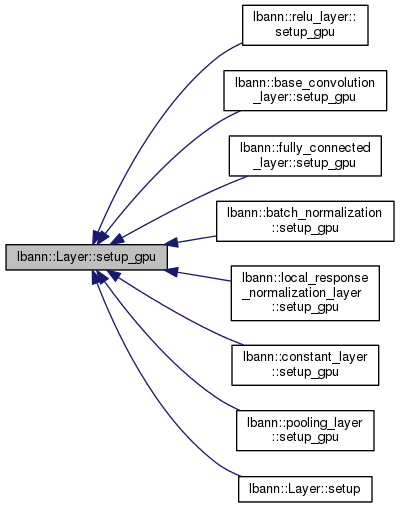 lbann::relu_layer::
setup_gpu
lbann::base_convolution
_layer::setup_gpu
lbann::fully_connected
_layer::setup_gpu
lbann::batch_normalization
::setup_gpu
lbann::Layer::setup_gpu
lbann::local_response
_normalization_layer
::setup_gpu
lbann::constant_layer
::setup_gpu
lbann::pooling_layer
::setup_gpu
lbann::Layer::setup